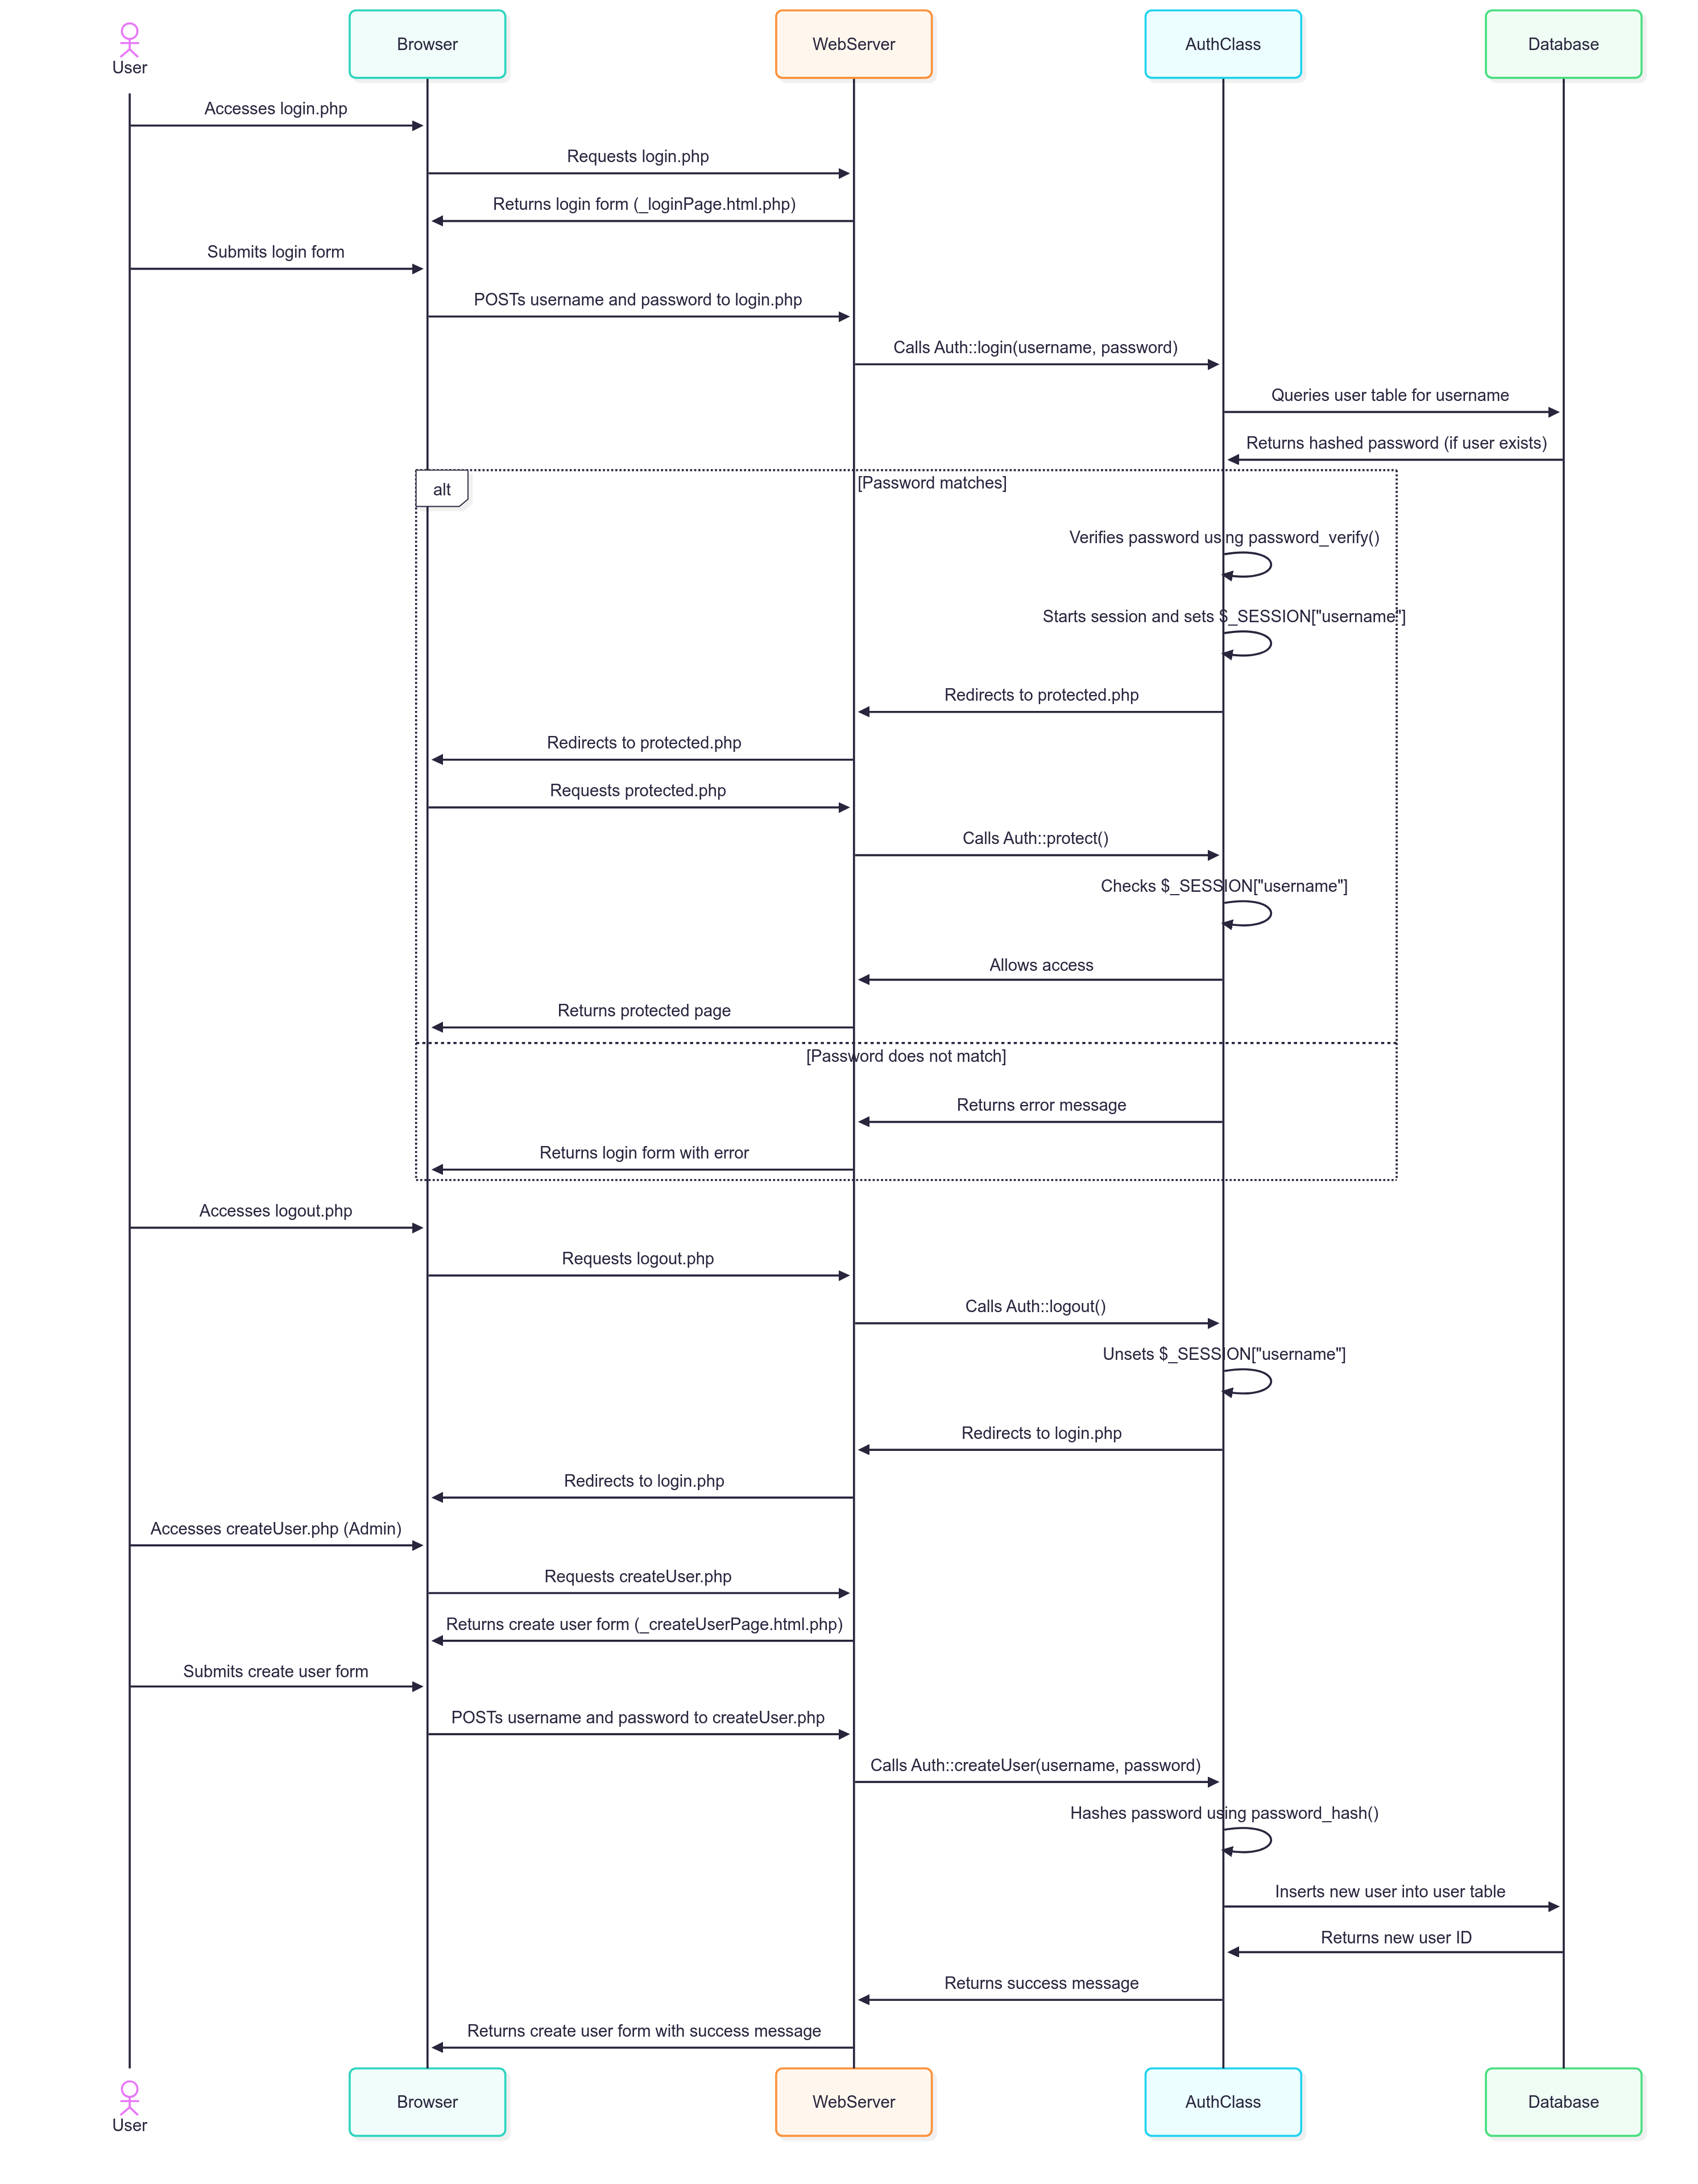 User
Browser
WebServer
AuthClass
Database
Accesses login.php
Requests login.php
Returns login form (_loginPage.html.php)
Submits login form
POSTs username and password to login.php
Calls Auth::login(username, password)
Queries user table for username
Returns hashed password (if user exists)
alt
[Password matches]
Verifies password using password_verify()
Starts session and sets $_SESSION["username"]
Redirects to protected.php
Redirects to protected.php
Requests protected.php
Calls Auth::protect()
Checks $_SESSION["username"]
Allows access
Returns protected page
[Password does not match]
Returns error message
Returns login form with error
Accesses logout.php
Requests logout.php
Calls Auth::logout()
Unsets $_SESSION["username"]
Redirects to login.php
Redirects to login.php
Accesses createUser.php (Admin)
Requests createUser.php
Returns create user form (_createUserPage.html.php)
Submits create user form
POSTs username and password to createUser.php
Calls Auth::createUser(username, password)
Hashes password using password_hash()
Inserts new user into user table
Returns new user ID
Returns success message
Returns create user form with success message
User
Browser
WebServer
AuthClass
Database